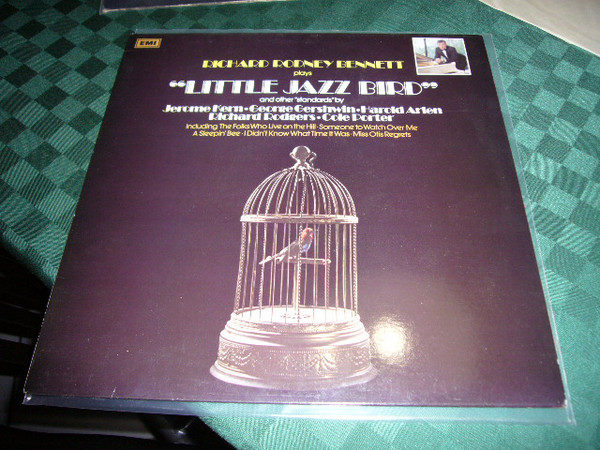 EMI
RICHARD RODNEY BENNETT
plays
"LITTLE JAZZ BIRD"
and other "standards" by
Jerome Kern · George Gershwin · Harold Arlen
Richard Rodgers · Cole Porter
Including The Folks Who Live on the Hill · Someone to Watch Over Me
A Sleepin' Bee · I Didn't Know What Time It Was · Miss Otis Regrets